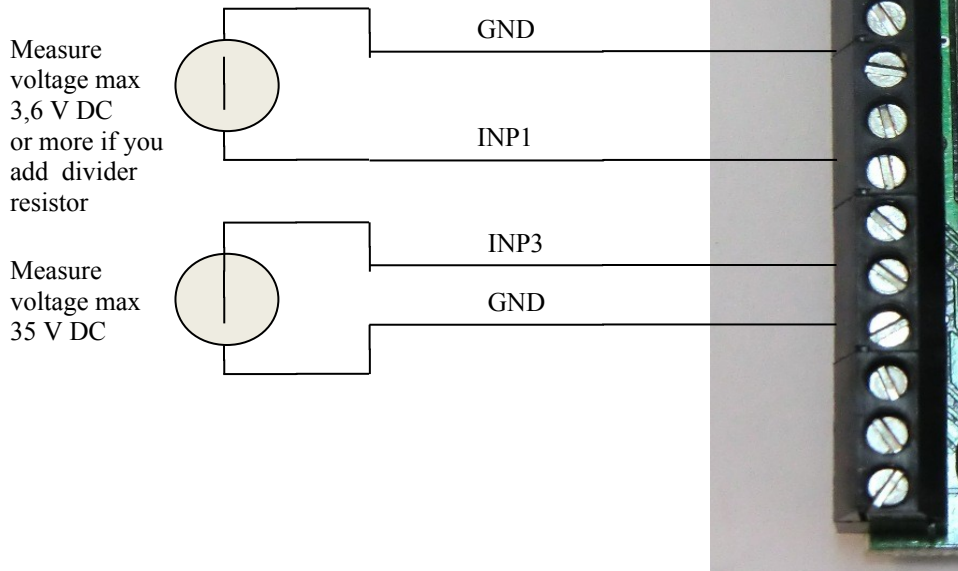 GND
Measure
voltage max
3,6 V DC
or more if you
add divider
resistor
INP1
INP3
Measure
voltage max
35 V DC
GND